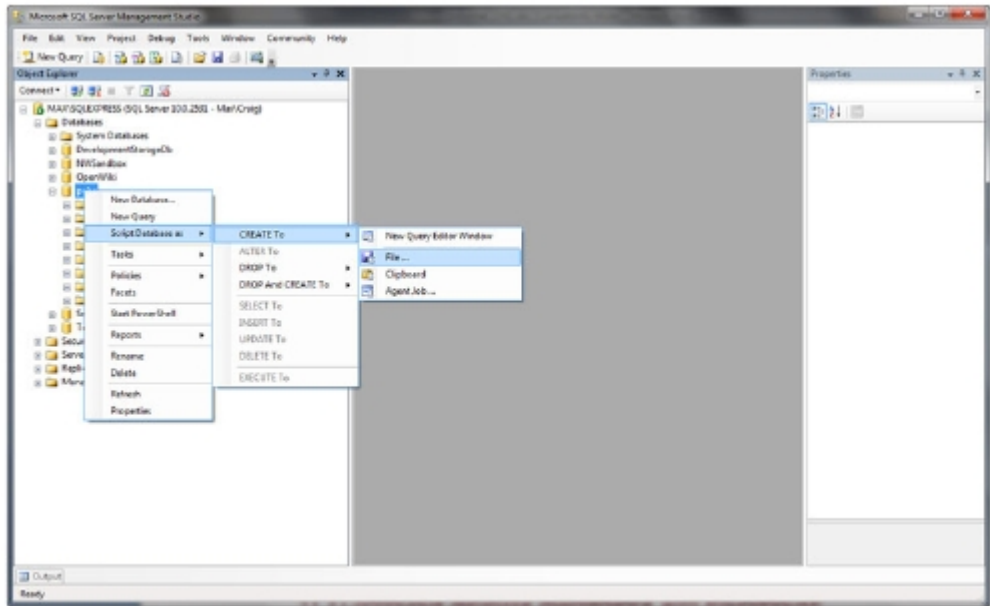 Microsoft SQL Server Management Studio
File Edit View Project Debug Tools Window Community Help
New Query
Object Explorer
Connect
MAX\SQLEXPRESS (SQL Server 10.0.2531 - Max\Craig)
Databases
System Databases
DevelopmentStorageDb
NWSandbox
OpenWiki
New Database...
New Query
Script Database as
Tasks
Policies
Facets
Start PowerShell
Reports
Rename
Delete
Refresh
Properties
CREATE To
ALTER To
DROP To
DROP And CREATE To
SELECT To
INSERT To
UPDATE To
DELETE To
EXECUTE To
New Query Editor Window
File ...
Clipboard
Agent Job ...
Secu
Serve
Repli
Mana
Properties
Output
Ready